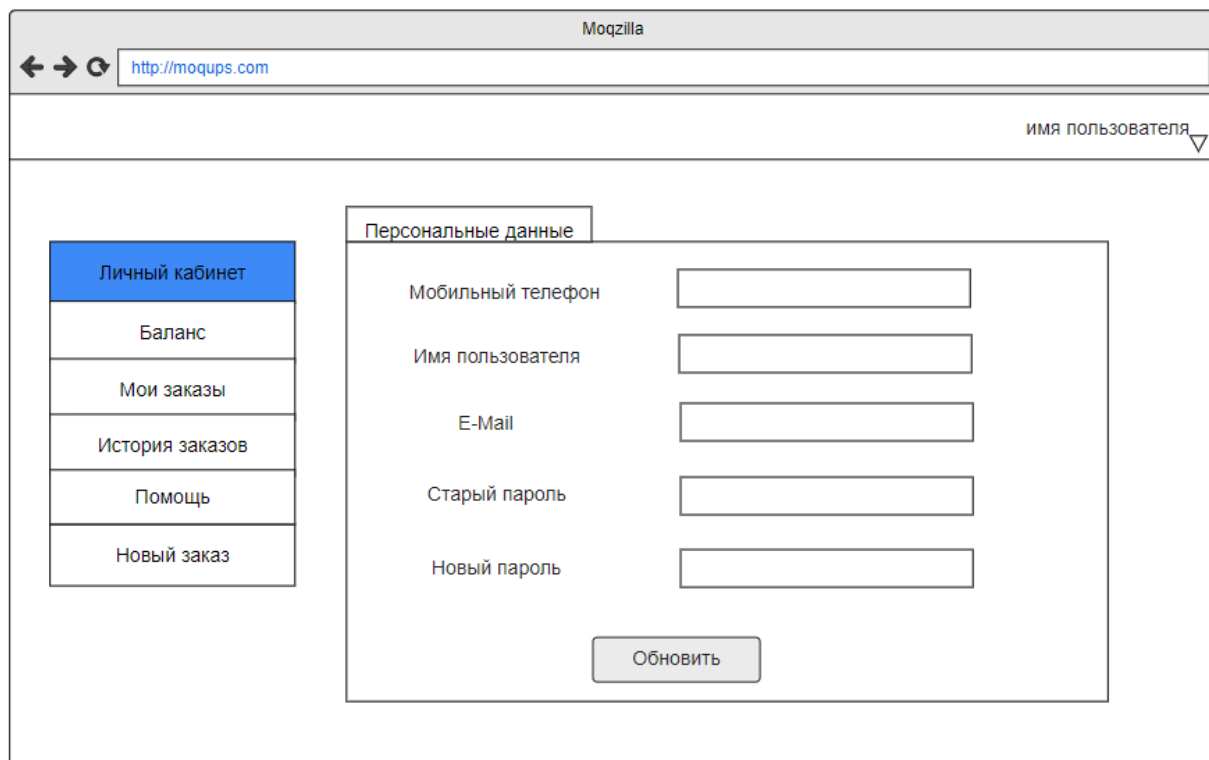 Moqzilla
http://moqups.com
имя пользователя
Персональные данные
Личный кабинет
Баланс
Мои заказы
История заказов
Помощь
Новый заказ
Мобильный телефон
Имя пользователя
E-Mail
Старый пароль
Новый пароль
Обновить